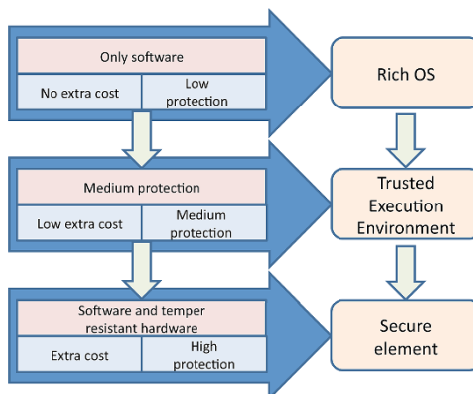 Only software
No extra cost
Low
protection
Rich OS
Medium protection
Low extra cost
Medium
protection
Trusted
Execution
Environment
Software and temper
resistant hardware
Extra cost
High
protection
Secure
element